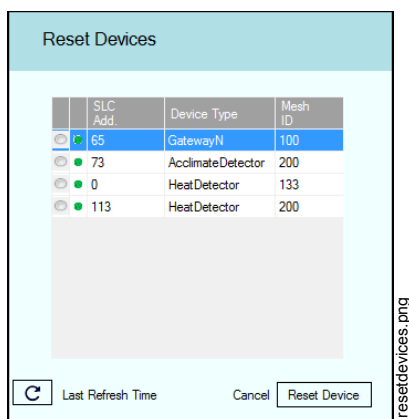 Reset Devices
SLC Add. Device Type Mesh ID
65 GatewayN 100
73 AcclimateDetector 200
0 HeatDetector 133
113 HeatDetector 200
Last Refresh Time Cancel Reset Device
resetdevices.png